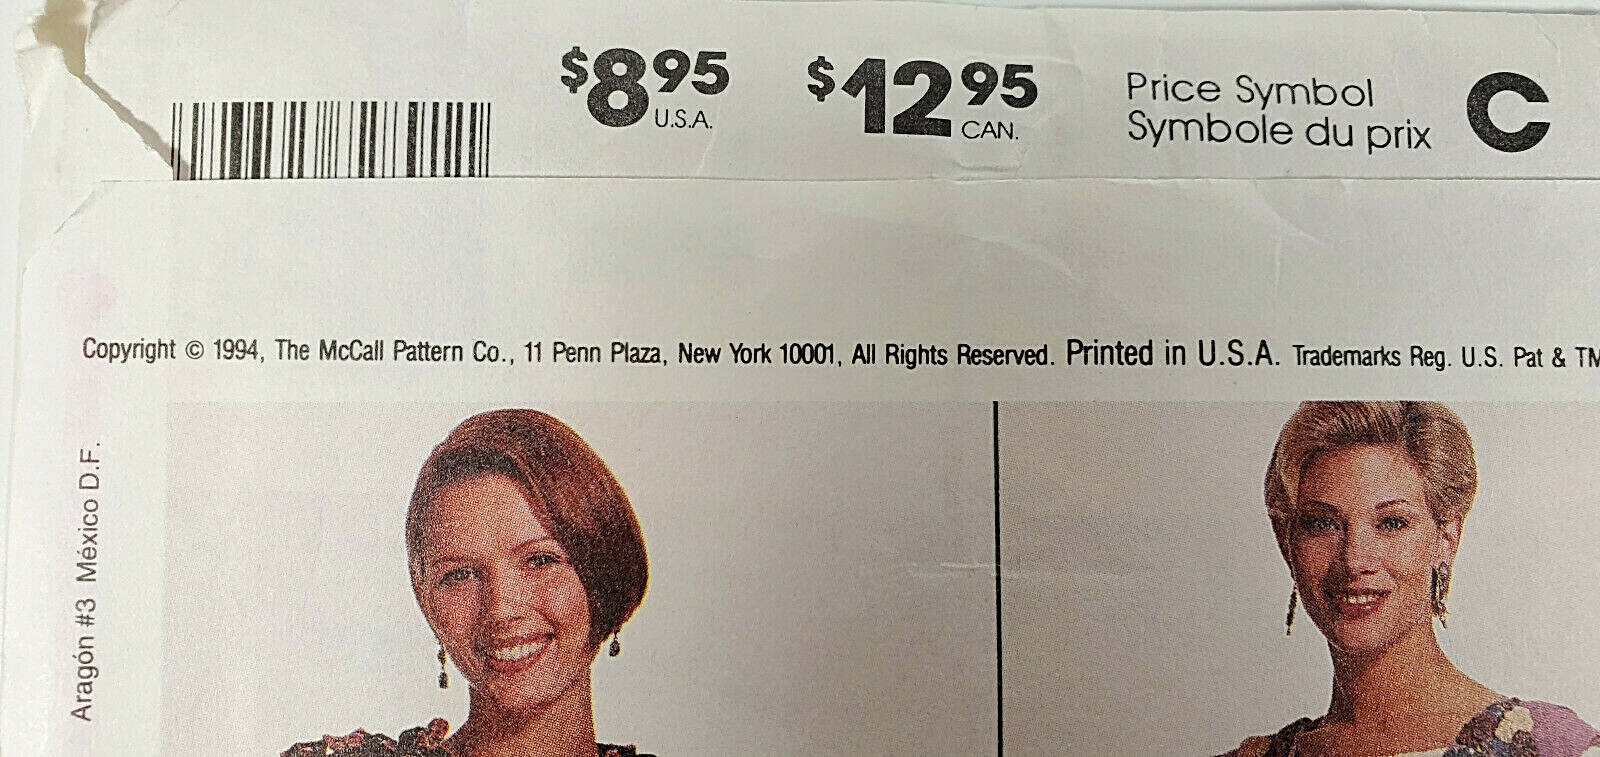 $8.95 U.S.A.
$12.95 CAN.
Price Symbol
Symbole du prix
C
Copyright © 1994, The McCall Pattern Co., 11 Penn Plaza, New York 10001, All Rights Reserved. Printed in U.S.A. Trademarks Reg. U.S. Pat & TM
Aragón #3 México D.F.